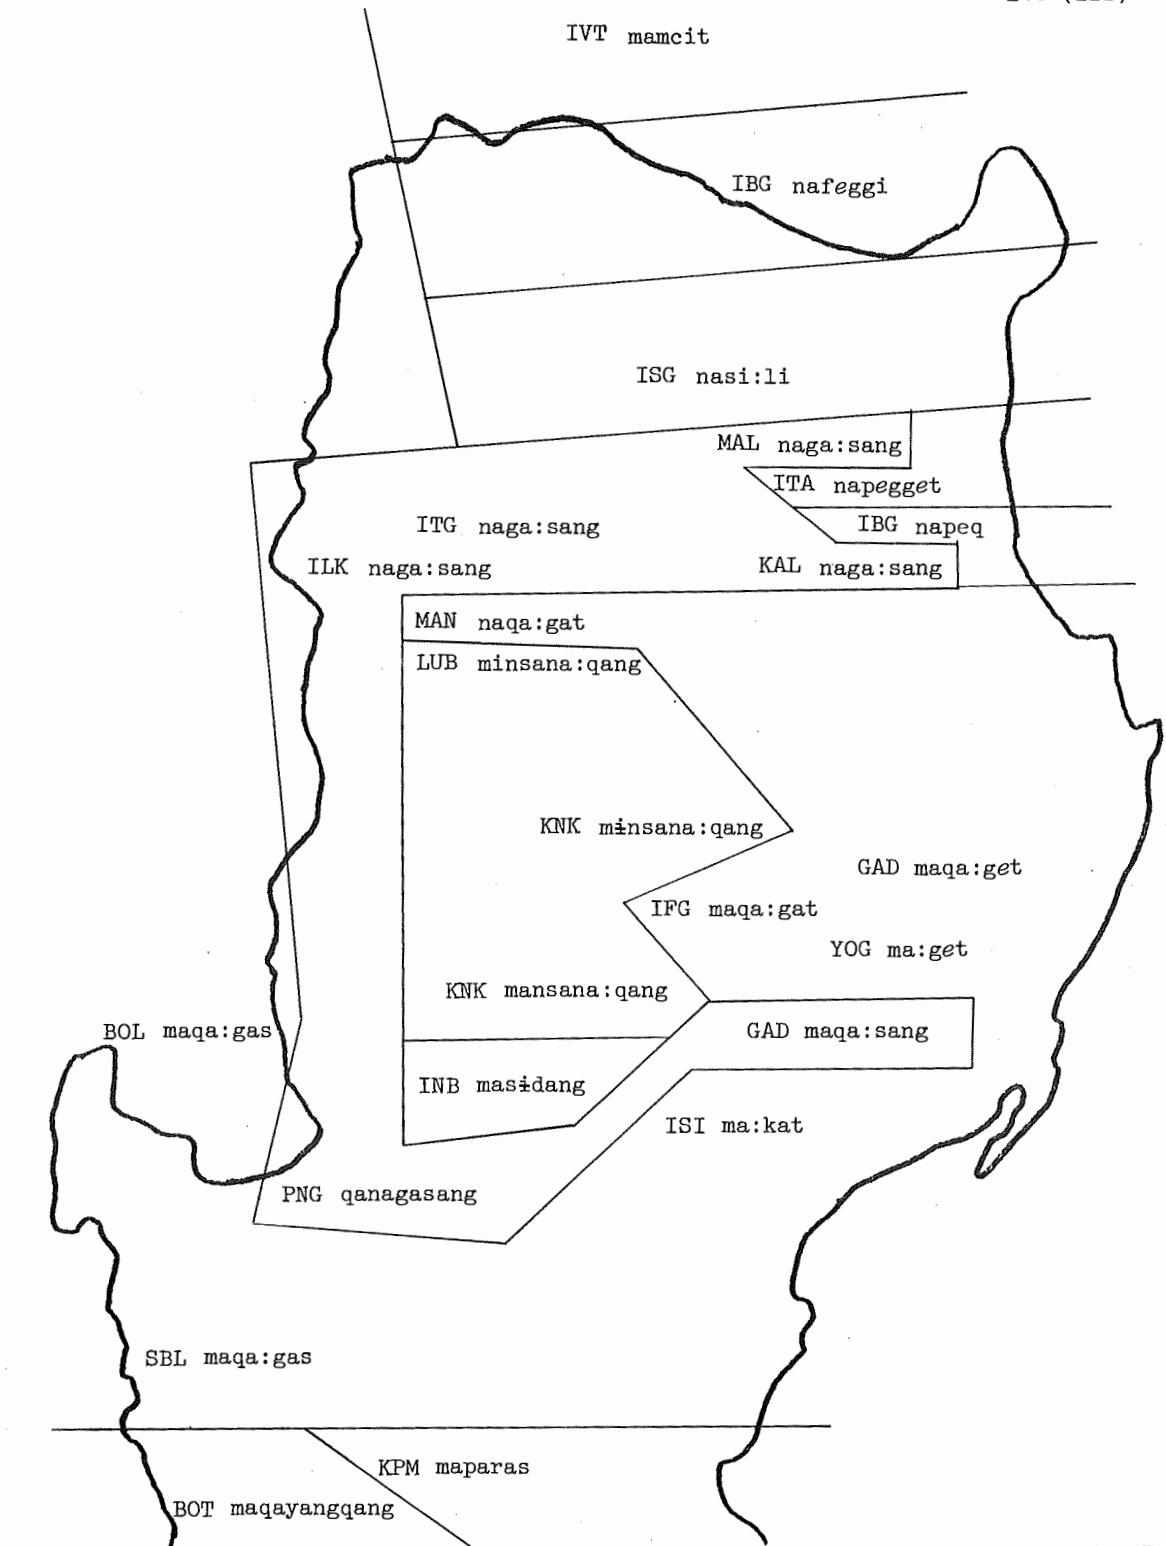 IVT mamcit
IBG nafeggi
ISG nasi:li
MAL naga:sang
ITA napegget
ITG naga:sang
IBG napeq
ILK naga:sang
KAL naga:sang
MAN naqa:gat
LUB minsana:qang
KNK mɨnsana:qang
GAD maqa:get
IFG maqa:gat
YOG ma:get
KNK mansana:qang
BOL maqa:gas
GAD maqa:sang
INB masɨdang
ISI ma:kat
PNG qanagasang
SBL maqa:gas
KPM maparas
BOT maqayangqang